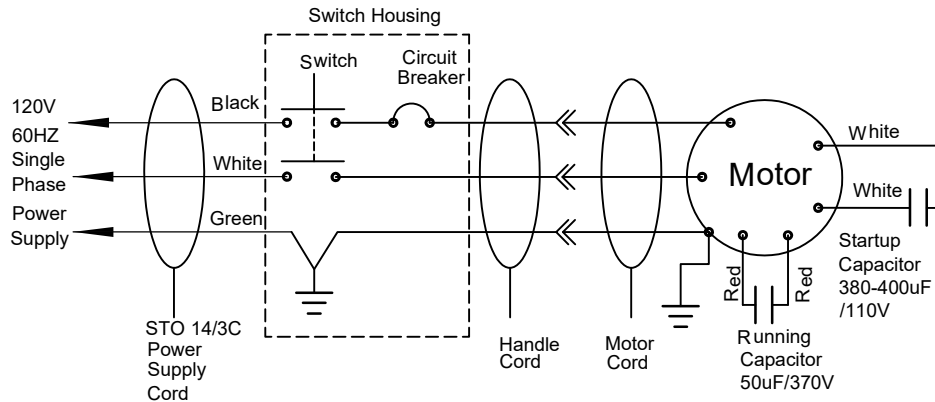 Switch Housing
Switch
Circuit
Breaker
120V
60HZ
Single
Phase
Power
Supply
Black
White
Green
STO 14/3C
Power
Supply
Cord
Handle
Cord
Motor
Cord
Motor
White
White
Startup
Capacitor
380-400uF
/110V
Red
Red
Running
Capacitor
50uF/370V